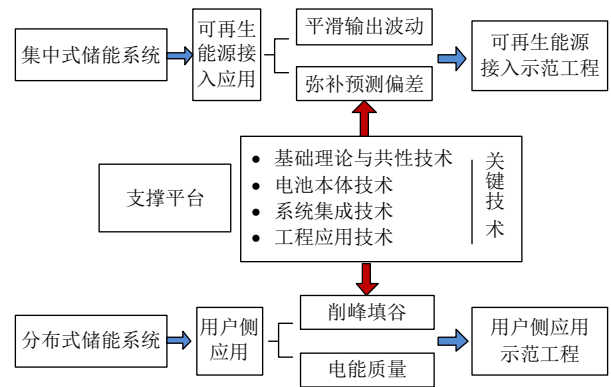 集中式储能系统
可再生
能源接
入应用
平滑输出波动
弥补预测偏差
可再生能源
接入示范工程
支撑平台
• 基础理论与共性技术
• 电池本体技术
• 系统集成技术
• 工程应用技术
关键技术
分布式储能系统
用户侧
应用
削峰填谷
电能质量
用户侧应用
示范工程